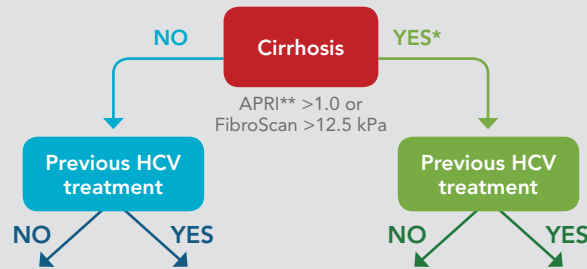 NO
Cirrhosis
YES*
APRI** >1.0 or
FibroScan >12.5 kPa
Previous HCV
treatment
Previous HCV
treatment
NO
YES
NO
YES